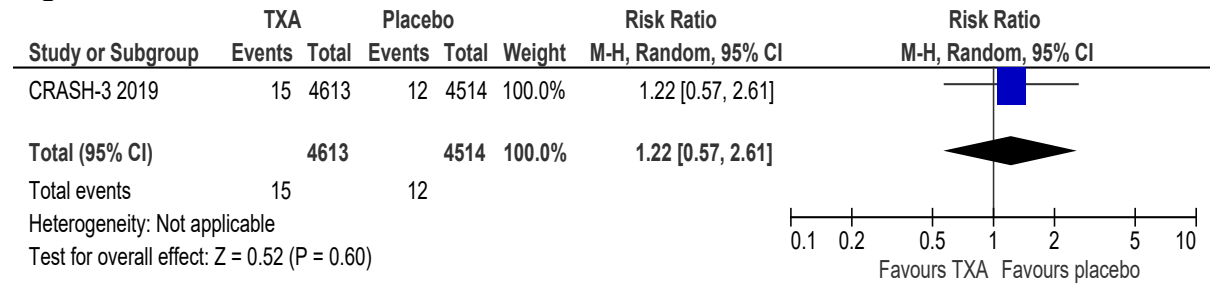 TXA Placebo Risk Ratio Risk Ratio
Study or Subgroup Events Total Events Total Weight M-H, Random, 95% CI M-H, Random, 95% CI
CRASH-3 2019 15 4613 12 4514 100.0% 1.22 [0.57, 2.61]
Total (95% CI) 4613 4514 100.0% 1.22 [0.57, 2.61]
Total events 15 12
Heterogeneity: Not applicable
Test for overall effect: Z = 0.52 (P = 0.60)
0.1 0.2 0.5 1 2 5 10
Favours TXA Favours placebo